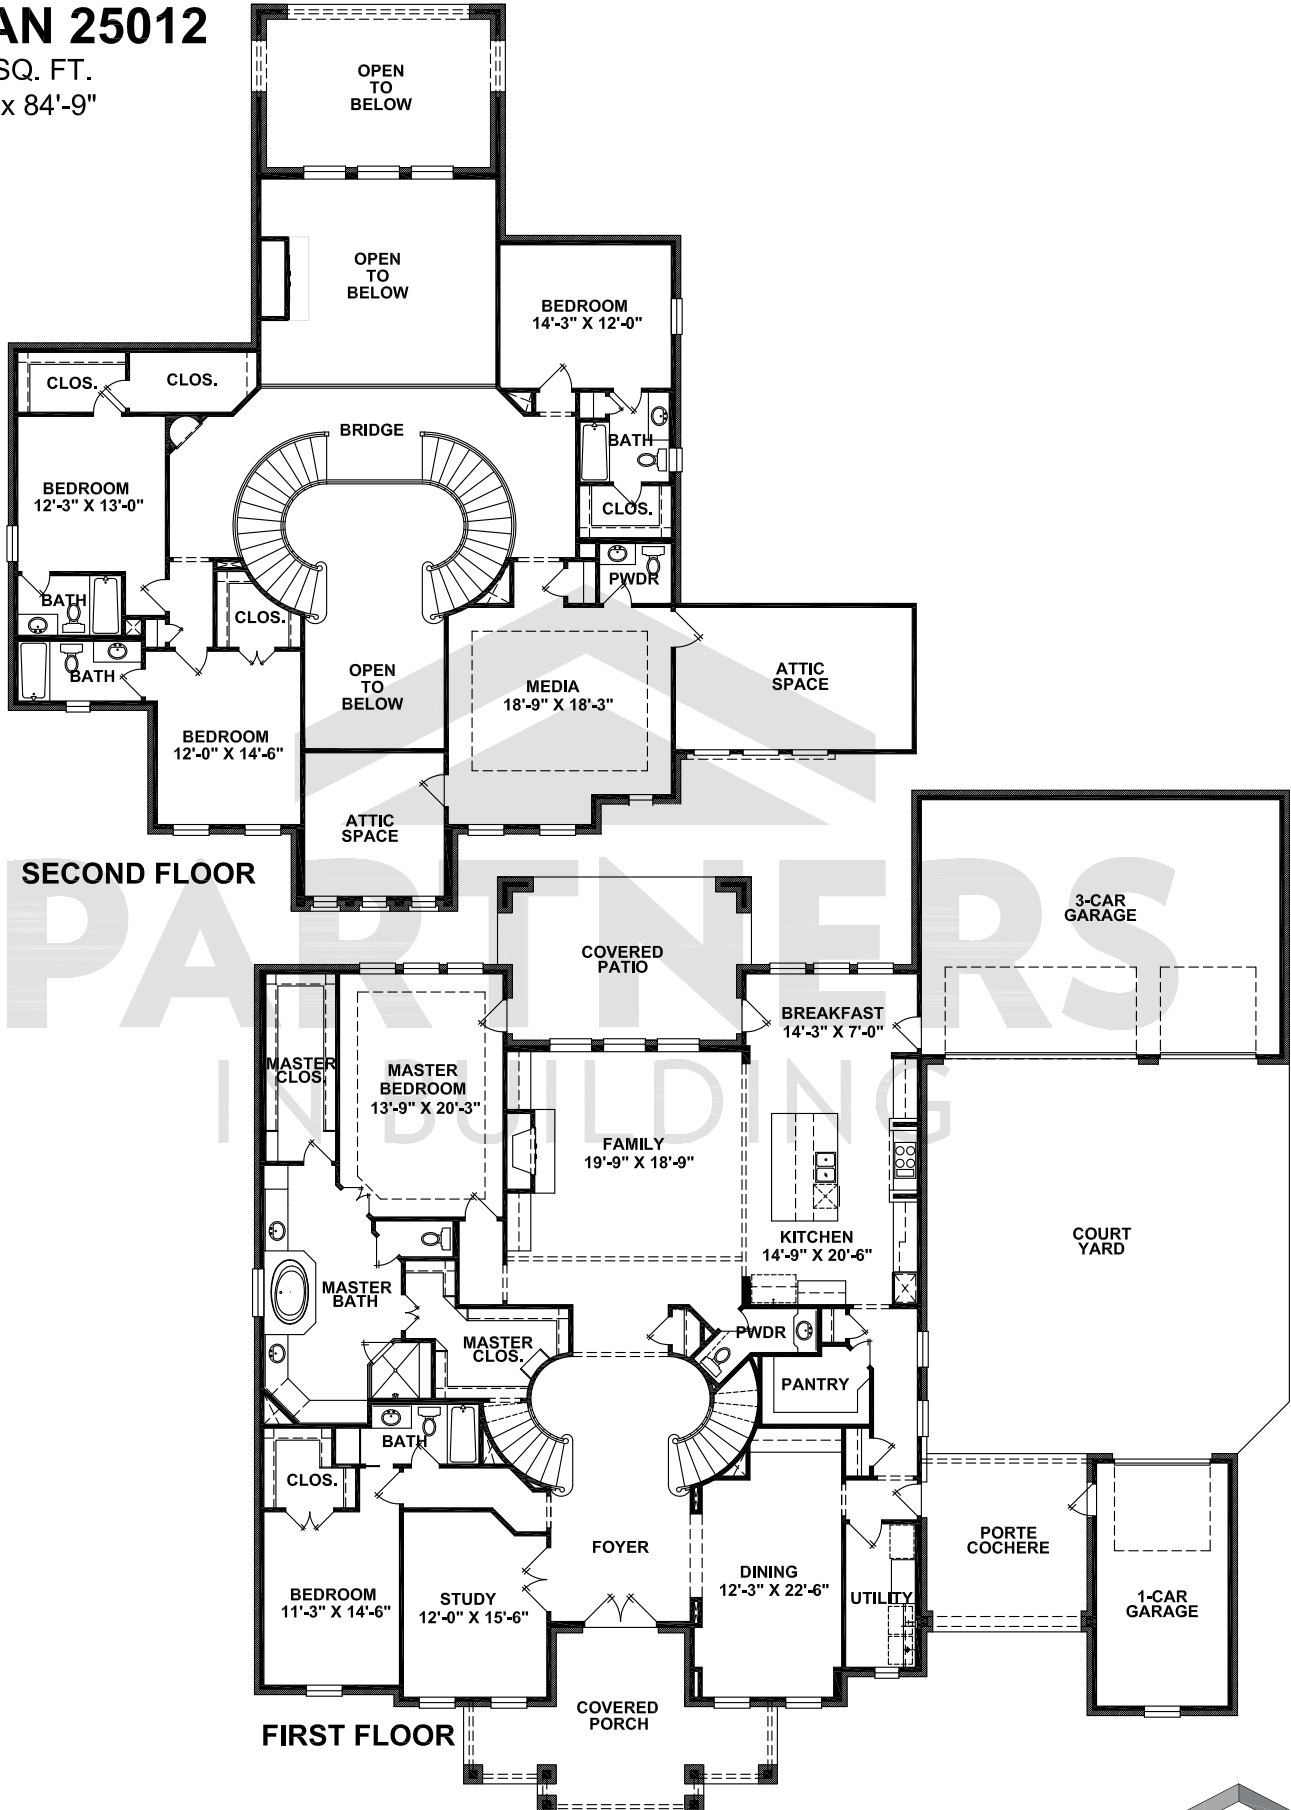 AN 25012
SQ. FT.
x 84'-9"
OPEN
TO
BELOW
OPEN
TO
BELOW
BEDROOM
14'-3" X 12'-0"
CLOS.
CLOS.
BRIDGE
BATH
BEDROOM
12'-3" X 13'-0"
CLOS.
PWDR
BATH
CLOS.
BATH
OPEN
TO
BELOW
MEDIA
18'-9" X 18'-3"
ATTIC
SPACE
BEDROOM
12'-0" X 14'-6"
ATTIC
SPACE
SECOND FLOOR
PARTNERS
IN BUILDING
3-CAR
GARAGE
COVERED
PATIO
BREAKFAST
14'-3" X 7'-0"
MASTER
CLOS.
MASTER
BEDROOM
13'-9" X 20'-3"
FAMILY
19'-9" X 18'-9"
KITCHEN
14'-9" X 20'-6"
COURT
YARD
MASTER
BATH
MASTER
CLOS.
PWDR
PANTRY
BATH
CLOS.
FOYER
PORTE
COCHERE
DINING
12'-3" X 22'-6"
UTILITY
BEDROOM
11'-3" X 14'-6"
STUDY
12'-0" X 15'-6"
1-CAR
GARAGE
COVERED
PORCH
FIRST FLOOR